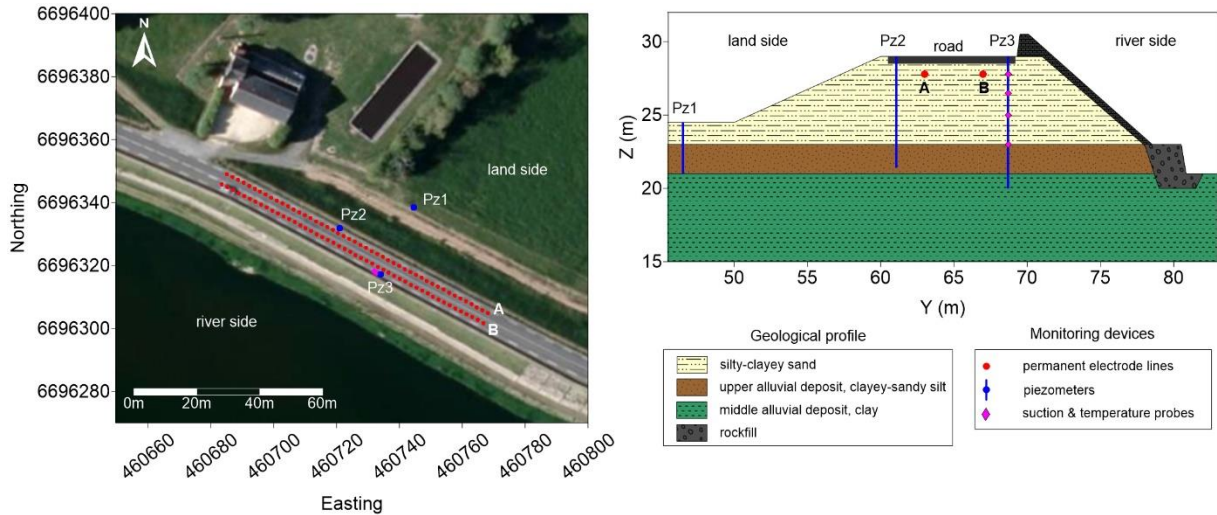 6696400
6696380
6696360
6696340
6696320
6696300
6696280
Northing
N
land side
Pz1
Pz2
Pz3
A
B
river side
0m 20m 40m 60m
460660 460680 460700 460720 460740 460760 460780 460800
Easting
30
25
20
15
Z (m)
land side
Pz2
road
Pz3
river side
A
B
Pz1
50 60 70 80
Y (m)
Geological profile
silty-clayey sand
upper alluvial deposit, clayey-sandy silt
middle alluvial deposit, clay
rockfill
Monitoring devices
permanent electrode lines
piezometers
suction & temperature probes